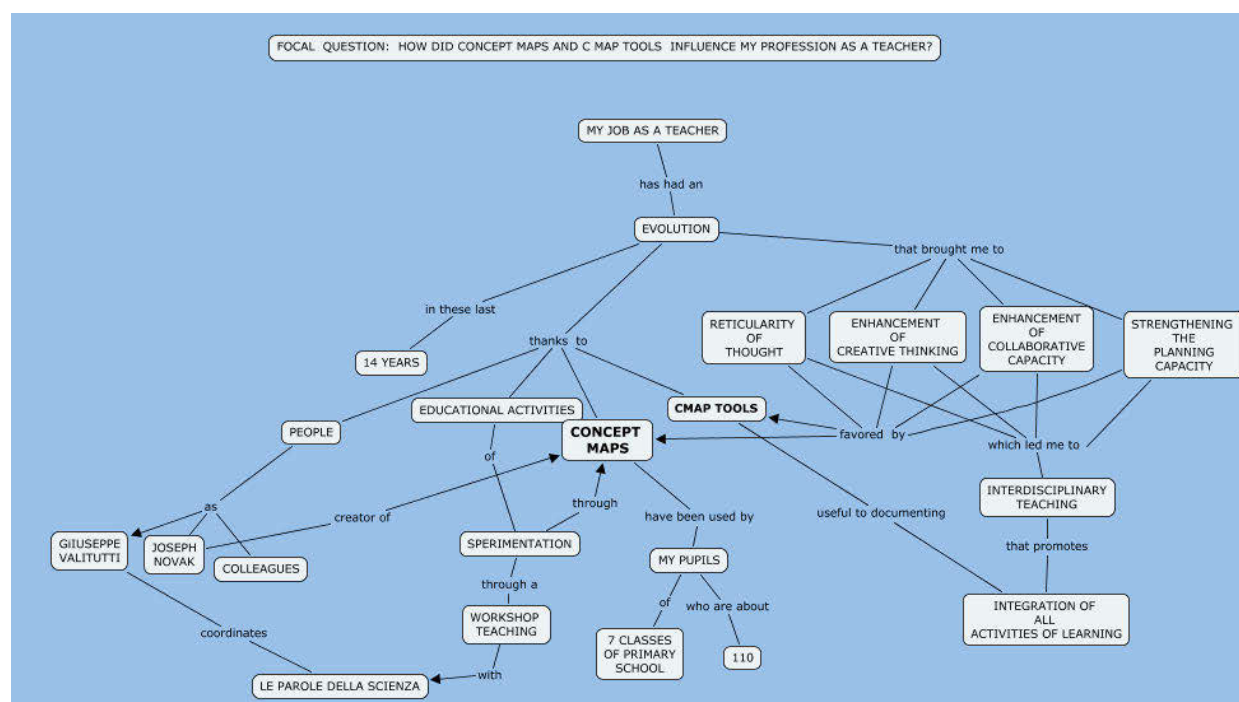 FOCAL QUESTION: HOW DID CONCEPT MAPS AND C MAP TOOLS INFLUENCE MY PROFESSION AS A TEACHER?
MY JOB AS A TEACHER
has had an
EVOLUTION
that brought me to
in these last
14 YEARS
thanks to
RETICULARITY
OF
THOUGHT
ENHANCEMENT
OF
CREATIVE THINKING
ENHANCEMENT
OF
COLLABORATIVE
CAPACITY
STRENGTHENING
THE
PLANNING
CAPACITY
PEOPLE
EDUCATIONAL ACTIVITIES
CONCEPT
MAPS
CMAP TOOLS
favored by
which led me to
of
as
creator of
through
have been used by
useful to documenting
INTERDISCIPLINARY
TEACHING
GiIUSEPPE
VALITUTTI
JOSEPH
NOVAK
COLLEAGUES
SPERIMENTATION
MY PUPILS
that promotes
through a
of
who are about
coordinates
WORKSHOP
TEACHING
7 CLASSES
OF PRIMARY
SCHOOL
110
INTEGRATION OF
ALL
ACTIVITIES OF LEARNING
with
LE PAROLE DELLA SCIENZA